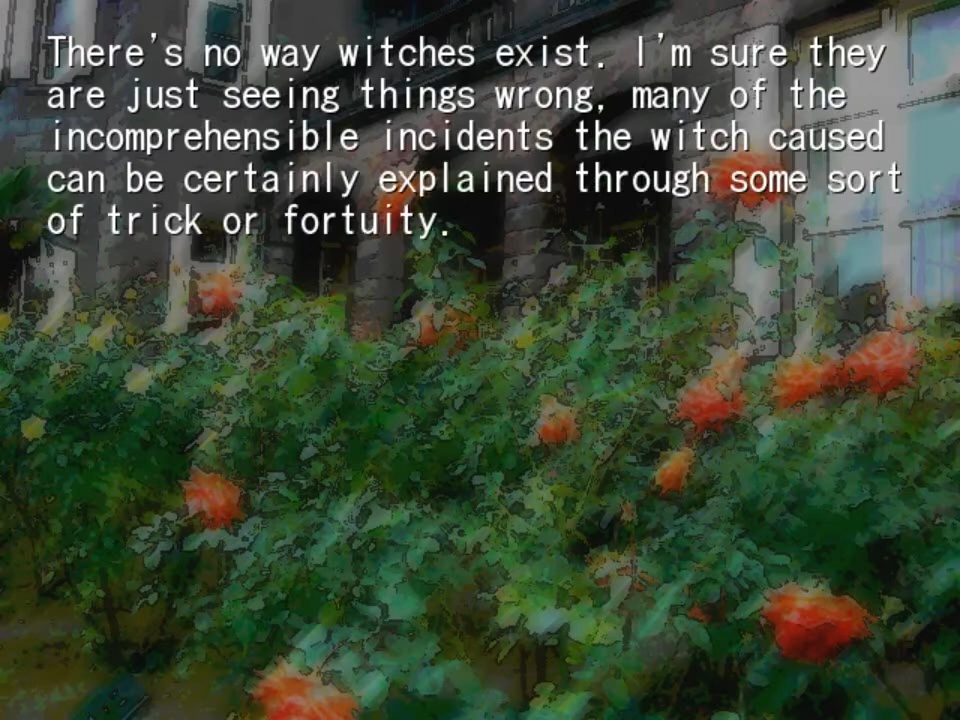 There's no way witches exist. I'm sure they
are just seeing things wrong, many of the
incomprehensible incidents the witch caused
can be certainly explained through some sort
of trick or fortuity.